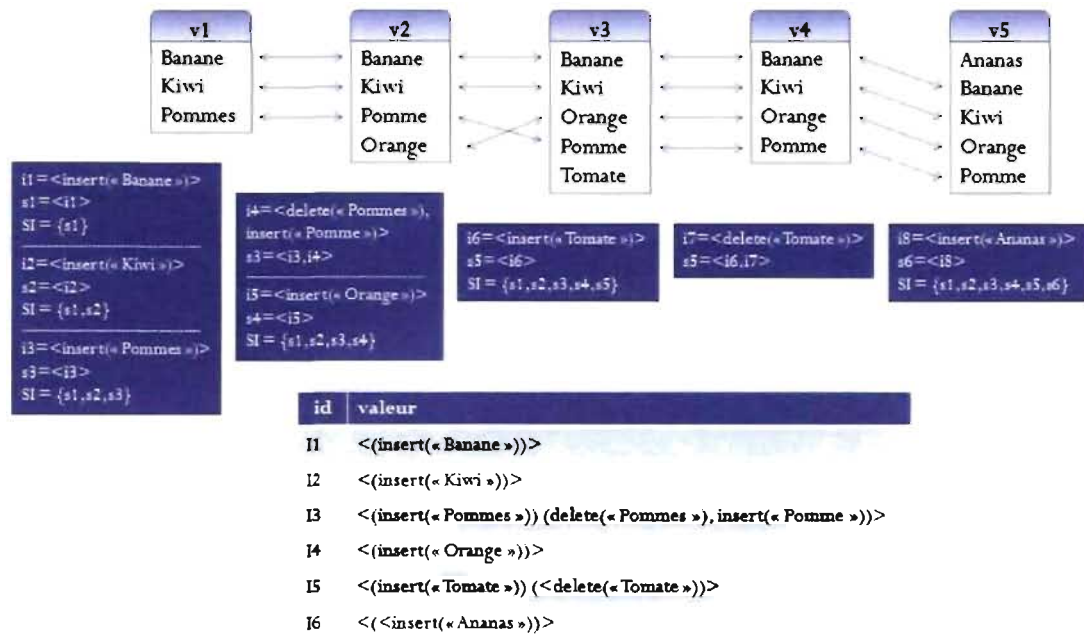 v1
Banane
Kiwi
Pommes
v2
Banane
Kiwi
Pomme
Orange
v3
Banane
Kiwi
Orange
Pomme
Tomate
v4
Banane
Kiwi
Orange
Pomme
v5
Ananas
Banane
Kiwi
Orange
Pomme
i1=<insert(« Banane »)>
s1=<i1>
SI = {s1}
i2=<insert(« Kiwi »)>
s2=<i2>
SI = {s1,s2}
i3=<insert(« Pommes »)>
s3=<i3>
SI = {s1,s2,s3}
i4=<delete(« Pommes »),
insert(« Pomme »)>
s3=<i3,i4>
i5=<insert(« Orange »)>
s4=<i5>
SI = {s1,s2,s3,s4}
i6=<insert(« Tomate »)>
s5=<i6>
SI = {s1,s2,s3,s4,s5}
i7=<delete(« Tomate »)>
s5=<i6,i7>
i8=<insert(« Ananas »)>
s6=<i8>
SI = {s1,s2,s3,s4,s5,s6}
id valeur
I1 <(insert(« Banane »))>
I2 <(insert(« Kiwi »))>
I3 <(insert(« Pommes »)) (delete(« Pommes »), insert(« Pomme »))>
I4 <(insert(« Orange »))>
I5 <(insert(« Tomate »)) (<delete(« Tomate »))>
I6 <(<insert(« Ananas »))>